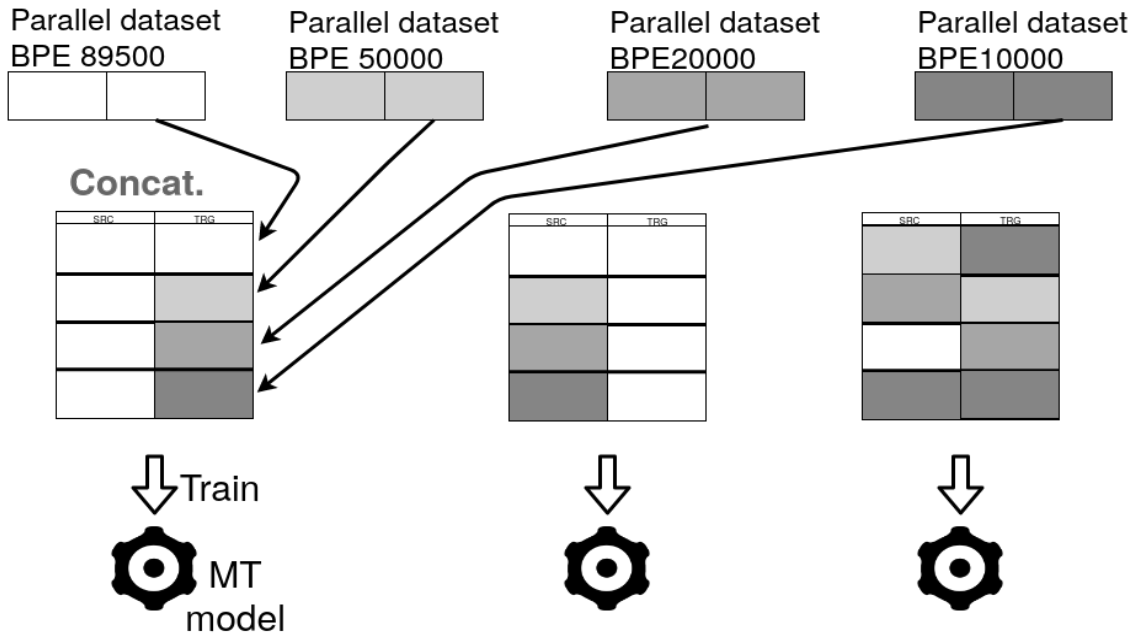 Parallel dataset
BPE 89500
Parallel dataset
BPE 50000
Parallel dataset
BPE20000
Parallel dataset
BPE10000
Concat.
SRC TRG
SRC TRG
SRC TRG
Train
MT
model